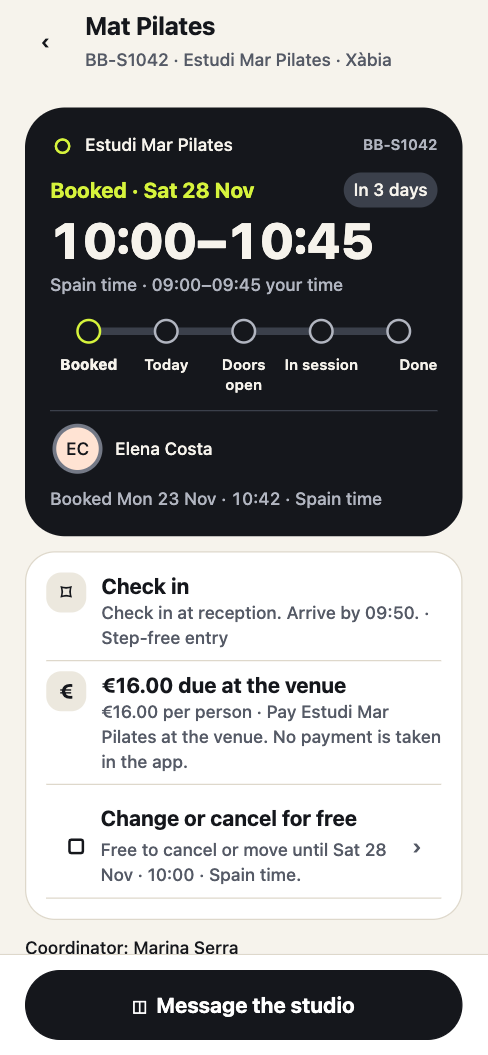 ‹
Mat Pilates
BB-S1042 · Estudi Mar Pilates · Xàbia
Estudi Mar Pilates
BB-S1042
Booked · Sat 28 Nov
In 3 days
10:00–10:45
Spain time · 09:00–09:45 your time
Booked
Today
Doors
open
In session
Done
EC
Elena Costa
Booked Mon 23 Nov · 10:42 · Spain time
Check in
Check in at reception. Arrive by 09:50. ·
Step-free entry
€
€16.00 due at the venue
€16.00 per person · Pay Estudi Mar
Pilates at the venue. No payment is taken
in the app.
Change or cancel for free
Free to cancel or move until Sat 28
Nov · 10:00 · Spain time.
›
Coordinator: Marina Serra
Message the studio